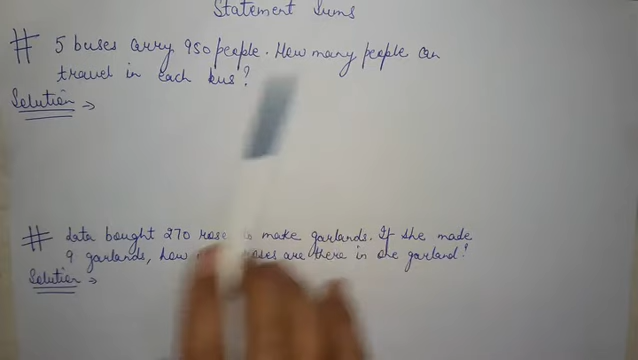 Statement Sums
# 5 buses carry 950 people. How many people can
travel in each bus?
Solution →
# Lata bought 270 roses to make garlands. If she made
9 garlands, how roses are there in one garland?
Solution →